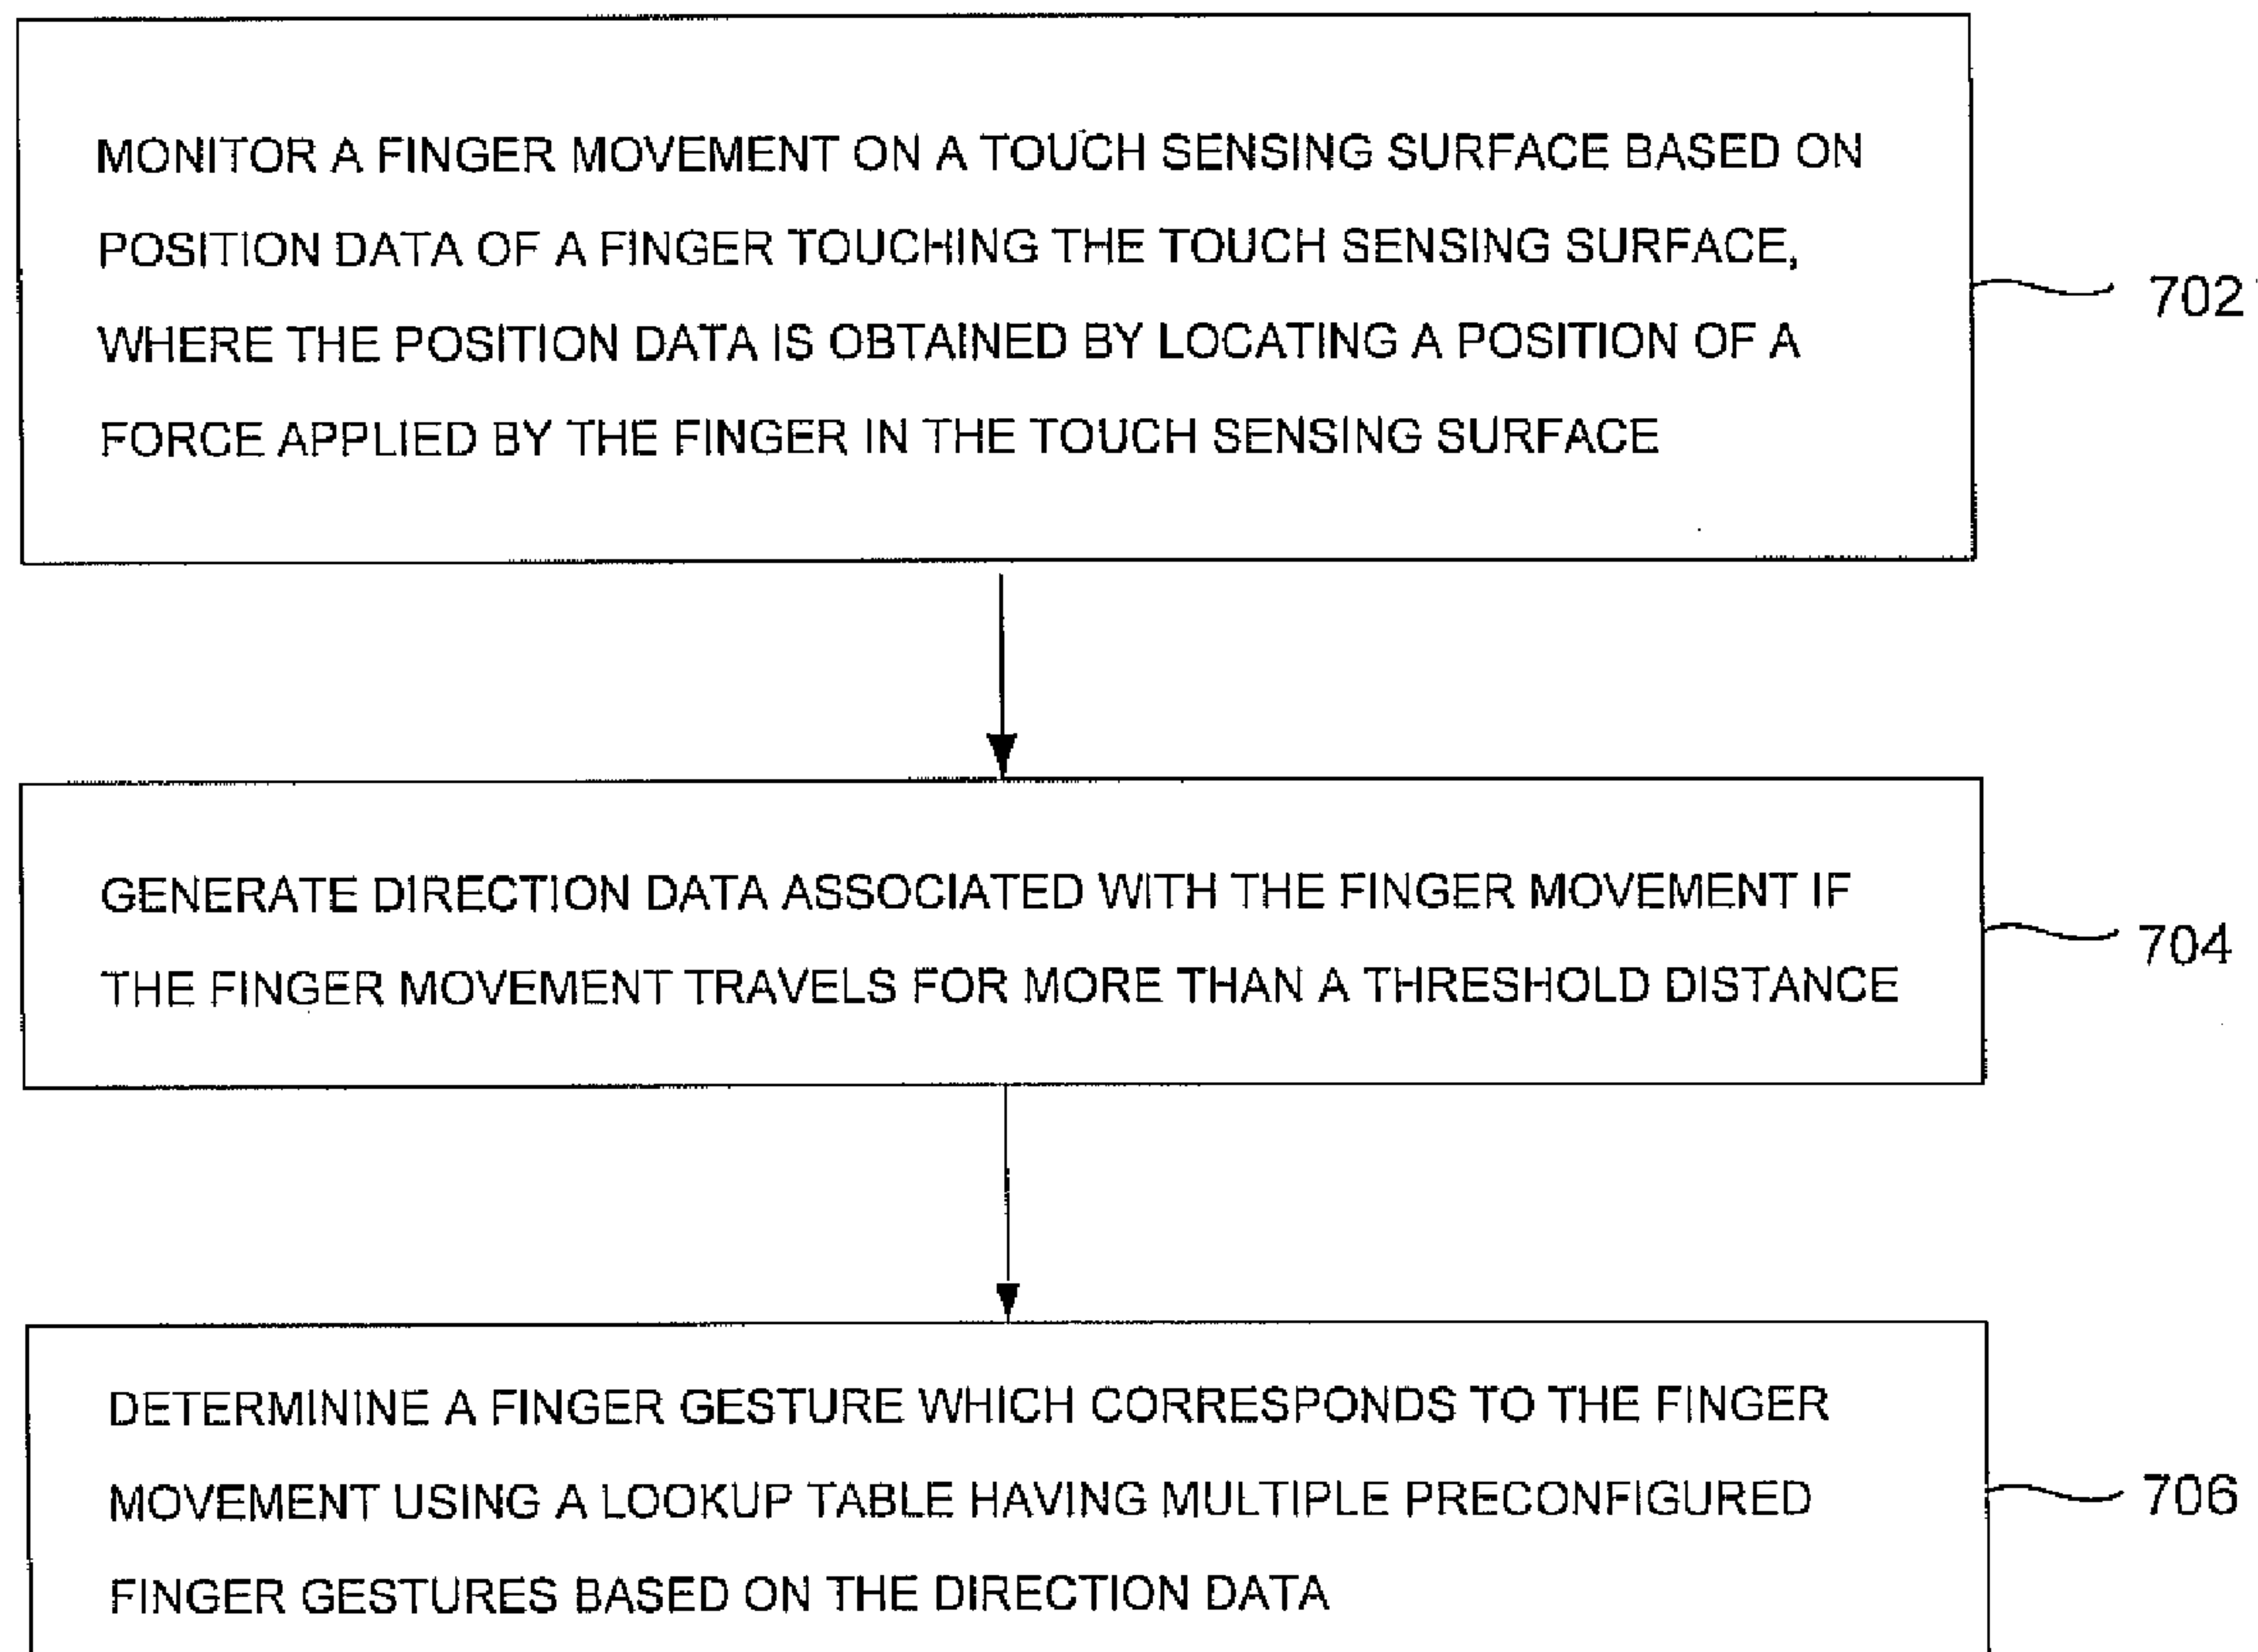 MONITOR A FINGER MOVEMENT ON A TOUCH SENSING SURFACE BASED ON
POSITION DATA OF A FINGER TOUCHING THE TOUCH SENSING SURFACE,
WHERE THE POSITION DATA IS OBTAINED BY LOCATING A POSITION OF A
FORCE APPLIED BY THE FINGER IN THE TOUCH SENSING SURFACE
702
GENERATE DIRECTION DATA ASSOCIATED WITH THE FINGER MOVEMENT IF
THE FINGER MOVEMENT TRAVELS FOR MORE THAN A THRESHOLD DISTANCE
704
DETERMININE A FINGER GESTURE WHICH CORRESPONDS TO THE FINGER
MOVEMENT USING A LOOKUP TABLE HAVING MULTIPLE PRECONFIGURED
FINGER GESTURES BASED ON THE DIRECTION DATA
706